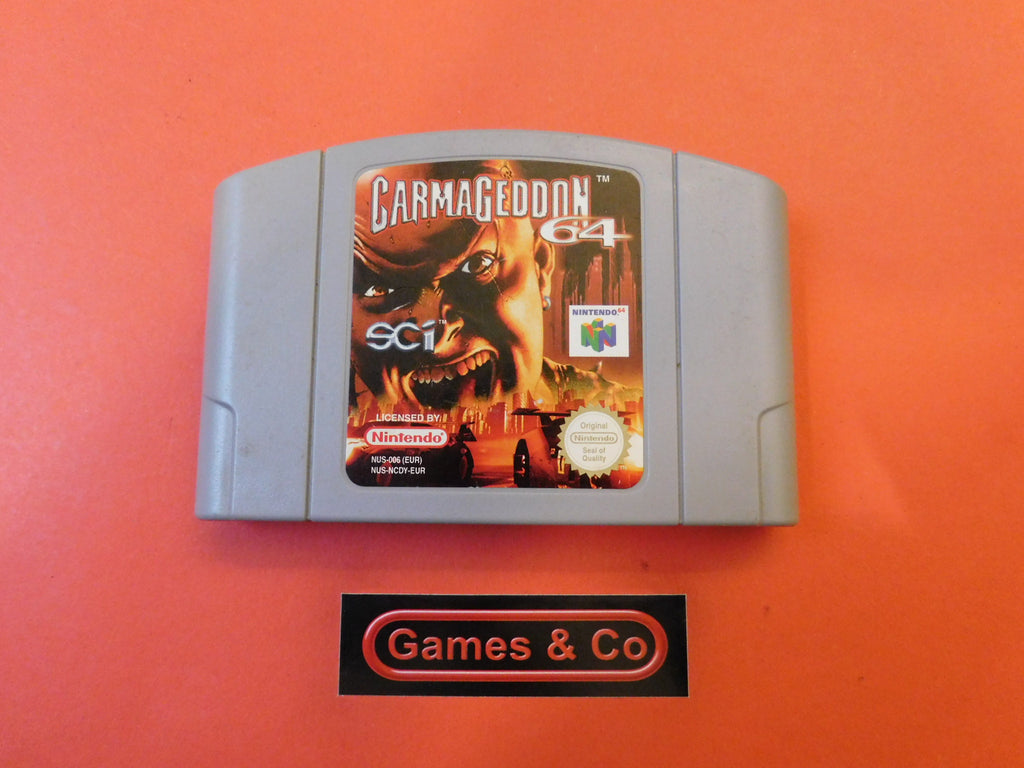 CARMAGEDDON™
64
SCi™
NINTENDO64
LICENSED BY
Nintendo®
NUS-006 (EUR)
NUS-NCDY-EUR
Original
Nintendo
Seal of
Quality
TM
Games & Co